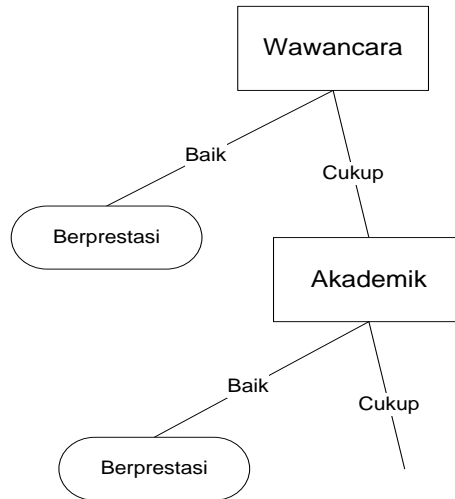 Wawancara
Baik
Cukup
Berprestasi
Akademik
Baik
Cukup
Berprestasi